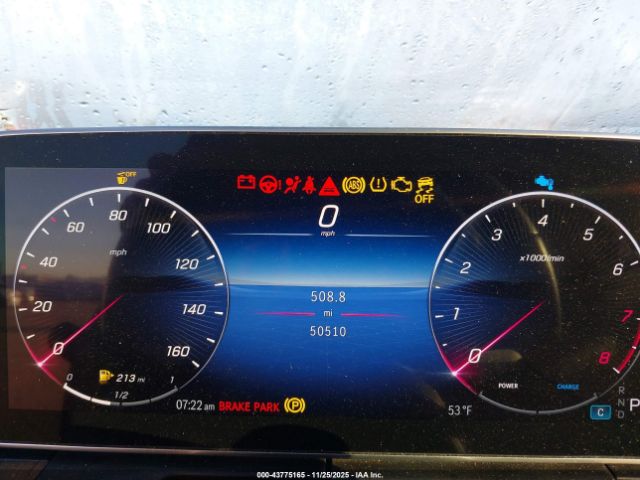 OFF
ABS
OFF
0
mph
0 20 40 60 80 100 120 140 160
mph
0 1 2 3 4 5 6 7 8
x1000/min
508.8
mi
50510
213 mi
0 1/2 1
POWER
CHARGE
07:22 am BRAKE PARK P
53°F
C
R
N
D
P
000-43775165 - 11/25/2025 - IAA Inc.